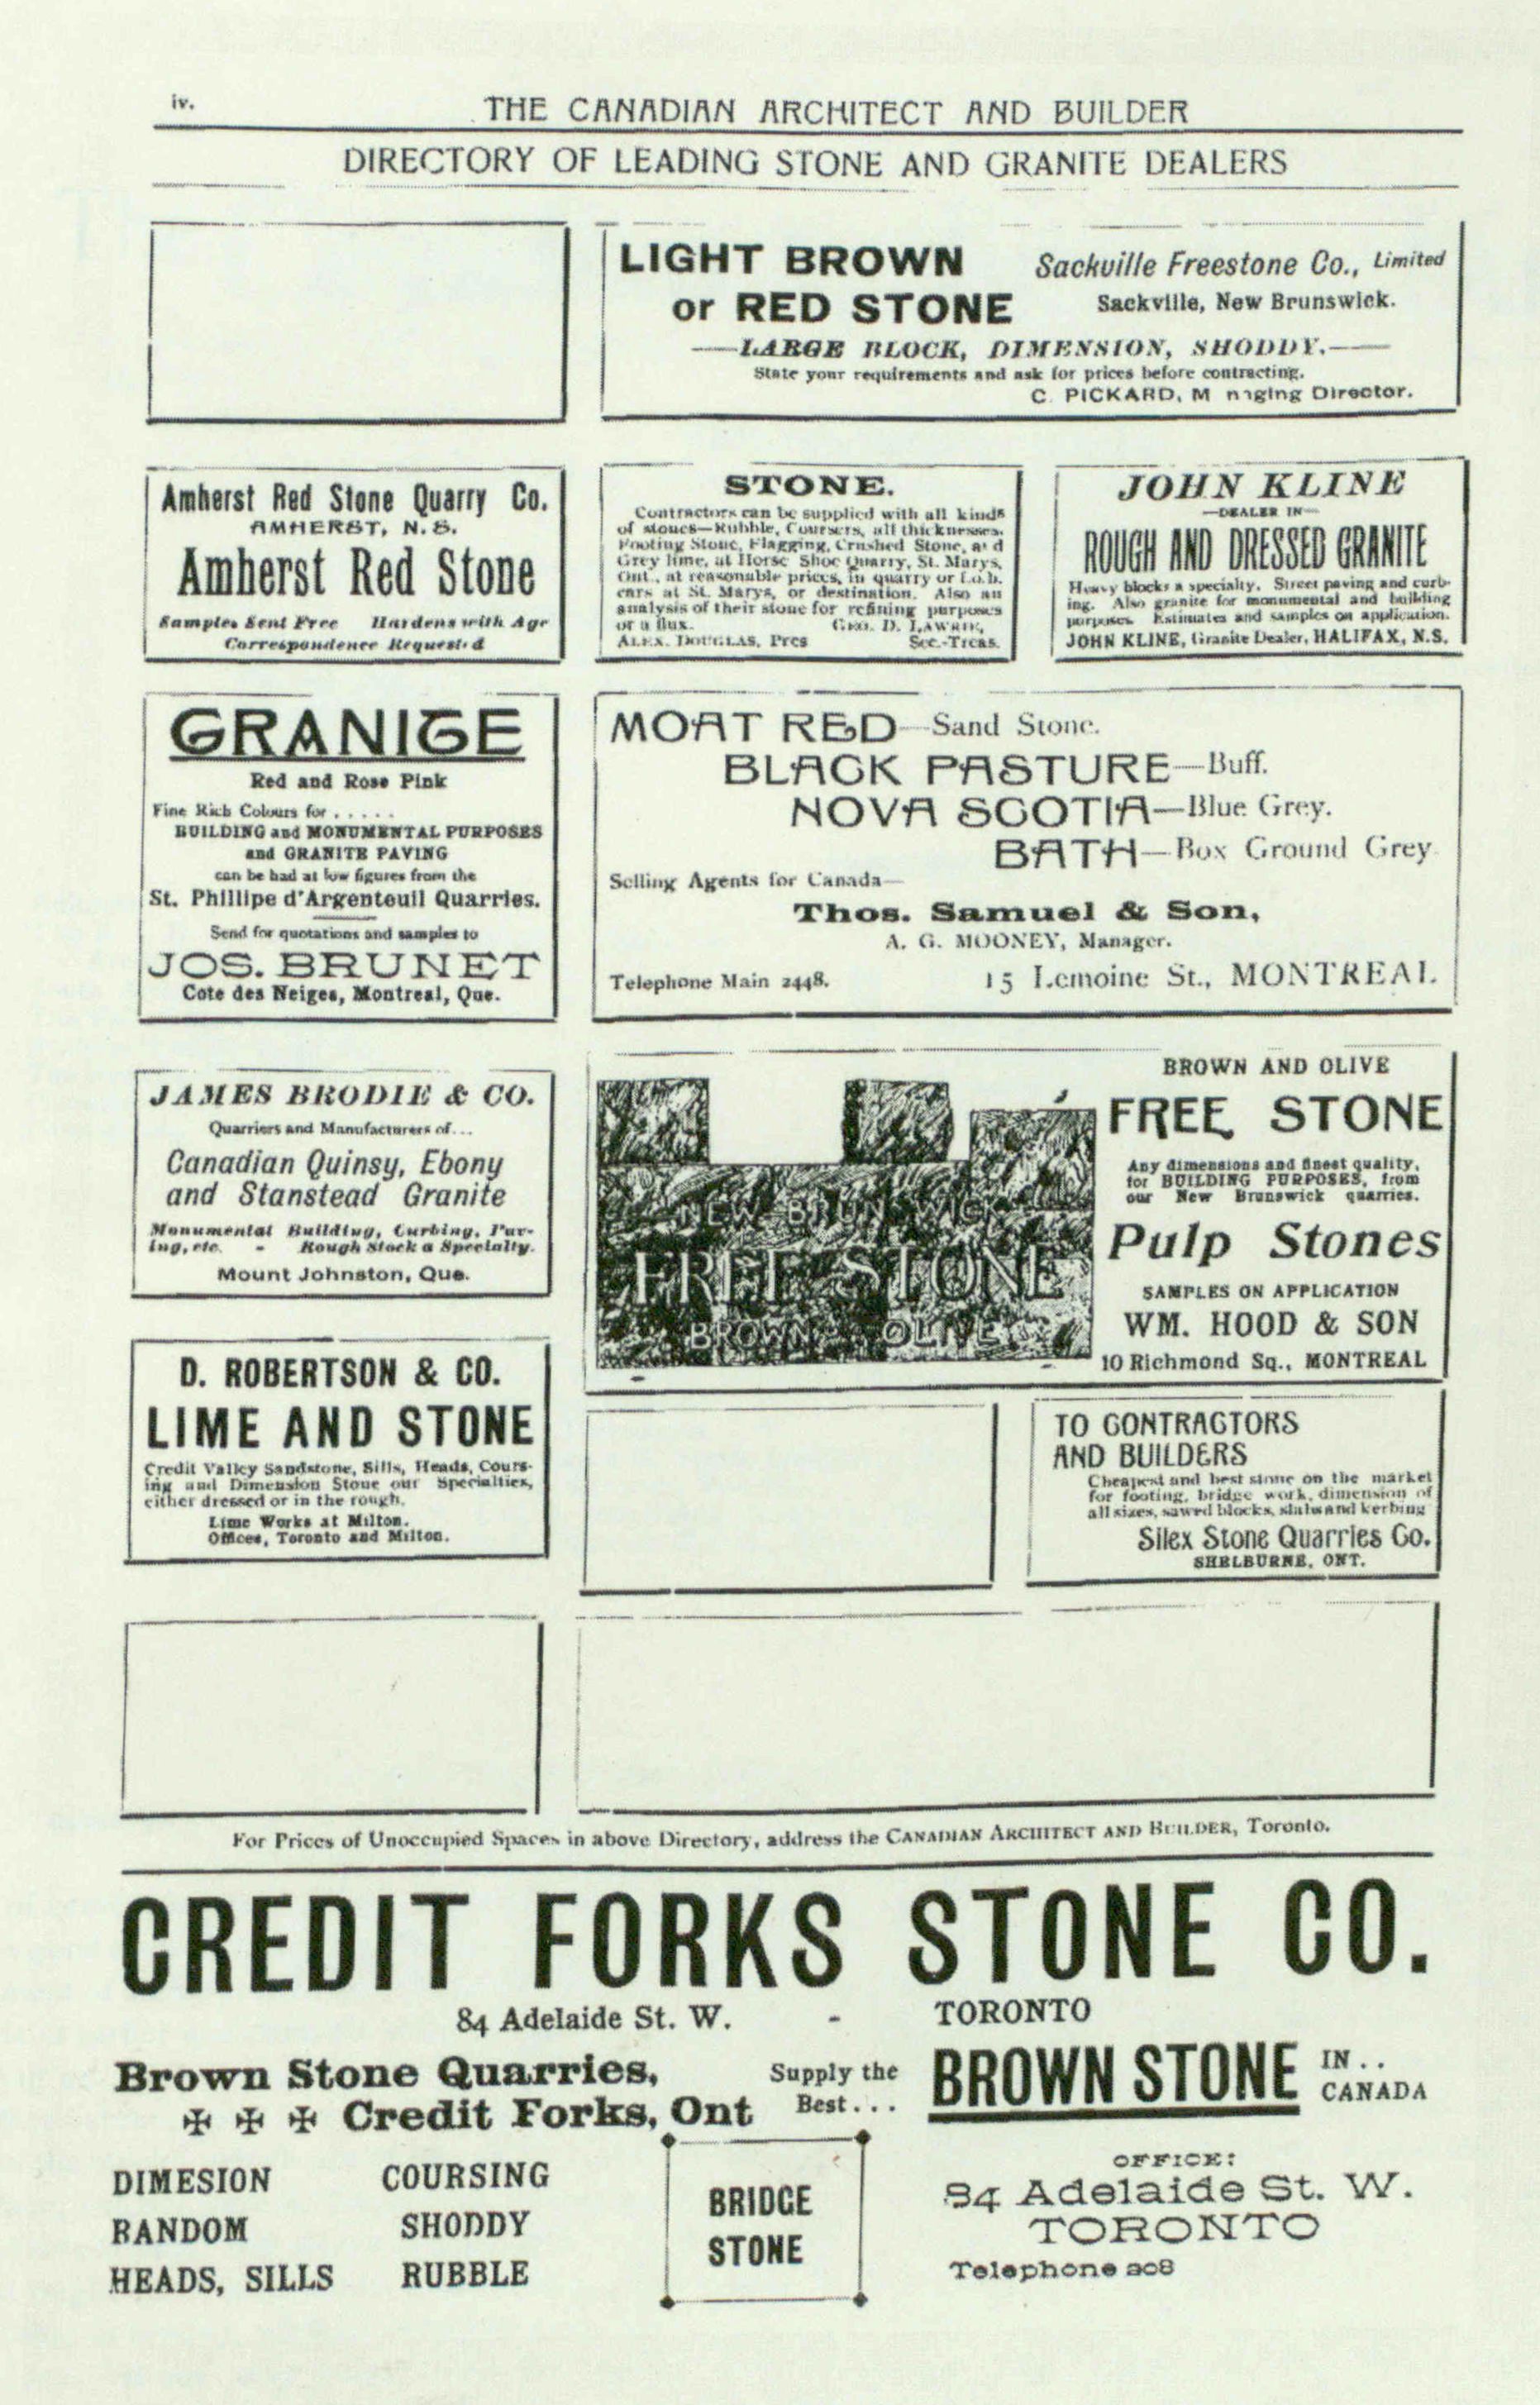 iv.
THE CANADIAN ARCHITECT AND BUILDER
DIRECTORY OF LEADING STONE AND GRANITE DEALERS
LIGHT BROWN
or RED STONE
Sackville Freestone Co., Limited
Sackville, New Brunswick.
LARGE BLOCK, DIMENSION, SHODDY.
State your requirements and ask for prices before contracting.
C. PICKARD, M naging Director.
Amherst Red Stone Quarry Co.
AMHERST, N. S.
Amherst Red Stone
Samples Sent Free Hardens with Age
Correspondence Requested
STONE.
Contractors can be supplied with all kinds
of stones—Rubble, Coursers, all thicknesses.
Footing Stone, Flagging, Crushed Stone, a d
Grey lime, at Horse Shoe Quarry, St. Marys,
Ont., at reasonable prices, in quarry or f.o.b.
cars at St. Marys, or destination. Also an
analysis of their stone for refining purposes
or a flux. GEO. D. LAWRIE,
ALEX. DOUGLAS, Pres Sec.-Treas.
JOHN KLINE
—DEALER IN—
ROUGH AND DRESSED GRANITE
Heavy blocks a specialty. Street paving and curb-
ing. Also granite for monumental and building
purposes. Estimates and samples on application.
JOHN KLINE, Granite Dealer, HALIFAX, N.S.
GRANITE
Red and Rose Pink
Fine Rich Colours for . . . . .
BUILDING and MONUMENTAL PURPOSES
and GRANITE PAVING
can be had at low figures from the
St. Phillipe d'Argenteuil Quarries.
Send for quotations and samples to
JOS. BRUNET
Cote des Neiges, Montreal, Que.
MOAT RED—Sand Stone.
BLACK PASTURE—Buff.
NOVA SCOTIA—Blue Grey.
BATH—Box Ground Grey
Selling Agents for Canada—
Thos. Samuel & Son,
A. G. MOONEY, Manager.
Telephone Main 2448. 15 Lemoine St., MONTREAL.
JAMES BRODIE & CO.
Quarriers and Manufacturers of...
Canadian Quinsy, Ebony
and Stanstead Granite
Monumental Building, Curbing, Pav-
ing, etc. - Rough Stock a Specialty.
Mount Johnston, Que.
NEW BRUNSWICK
FREE STONE
BROWN OLIVE
BROWN AND OLIVE
FREE STONE
Any dimensions and finest quality,
for BUILDING PURPOSES, from
our New Brunswick quarries.
Pulp Stones
SAMPLES ON APPLICATION
WM. HOOD & SON
10 Richmond Sq., MONTREAL
D. ROBERTSON & CO.
LIME AND STONE
Credit Valley Sandstone, Sills, Heads, Cours-
ing and Dimension Stone our Specialties,
either dressed or in the rough.
Lime Works at Milton.
Offices, Toronto and Milton.
TO CONTRACTORS
AND BUILDERS
Cheapest and best stone on the market
for footing, bridge work, dimension of
all sizes, sawed blocks, slabs and kerbing
Silex Stone Quarries Co.
SHELBURNE, ONT.
For Prices of Unoccupied Spaces in above Directory, address the CANADIAN ARCHITECT AND BUILDER, Toronto.
CREDIT FORKS STONE CO.
84 Adelaide St. W. - TORONTO
Brown Stone Quarries,
Credit Forks, Ont
Supply the
Best...
BROWN STONE
IN..
CANADA
DIMESION COURSING
RANDOM SHODDY
HEADS, SILLS RUBBLE
BRIDGE
STONE
OFFICE:
84 Adelaide St. W.
TORONTO
Telephone 208